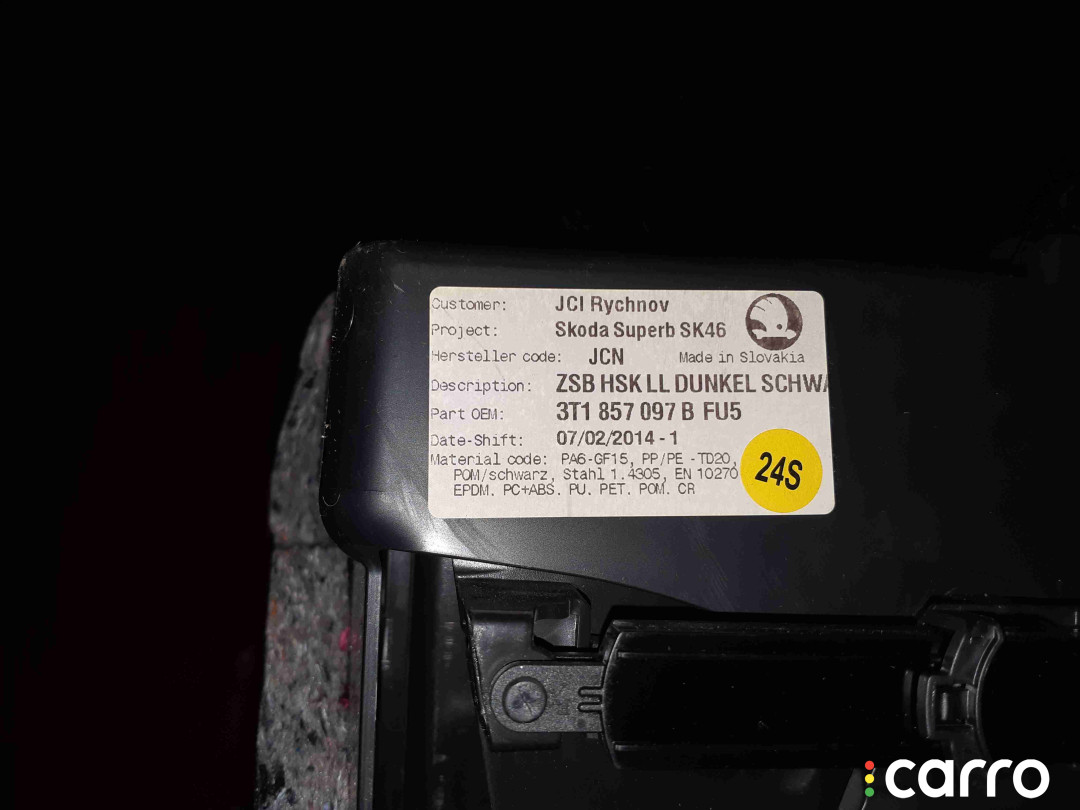 Customer: JCI Rychnov
Project: Skoda Superb SK46
Hersteller code: JCN Made in Slovakia
Description: ZSB HSK LL DUNKEL SCHWA
Part OEM: 3T1 857 097 B FU5
Date-Shift: 07/02/2014 - 1
Material code: PA6-GF15, PP/PE -TD20,
POM/schwarz, Stahl 1.4305, EN 10270
EPDM. PC+ABS. PU. PET. POM. CR
24S
carro